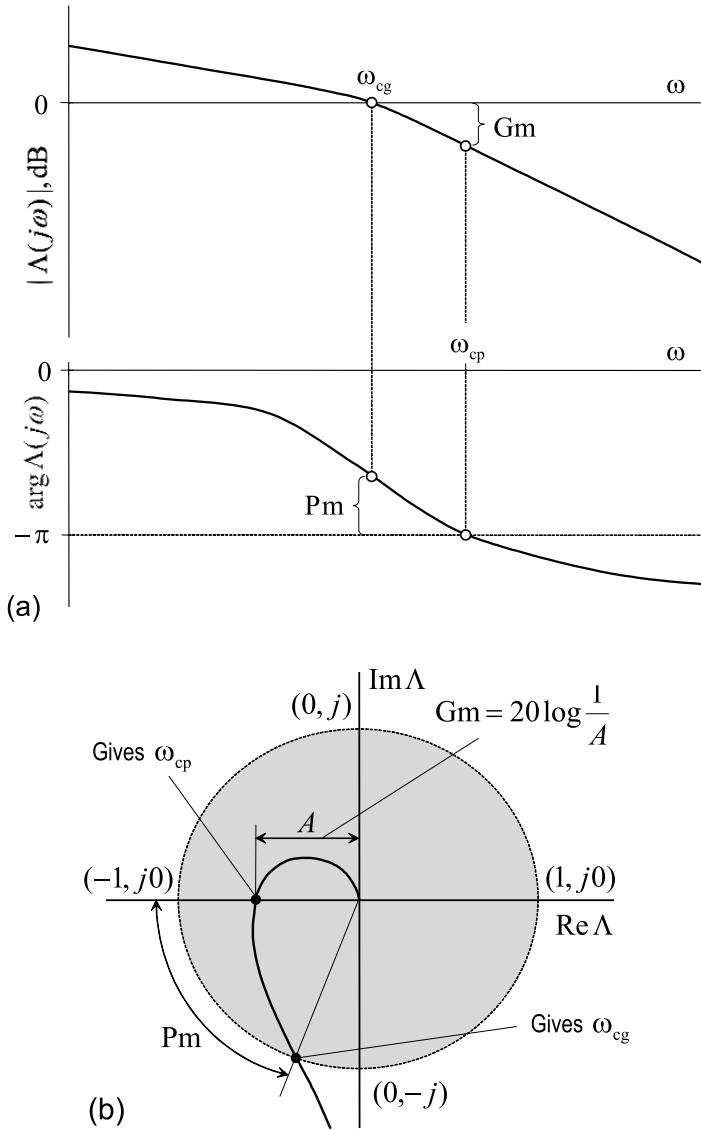 ω_cg
ω
0
Gm
|Λ(jω)|, dB
ω_cp
ω
0
arg Λ(jω)
Pm
−π
(a)
Im Λ
(0, j)
Gm = 20 log 1/A
Gives ω_cp
A
(−1, j0)
(1, j0)
Re Λ
Pm
Gives ω_cg
(0,−j)
(b)